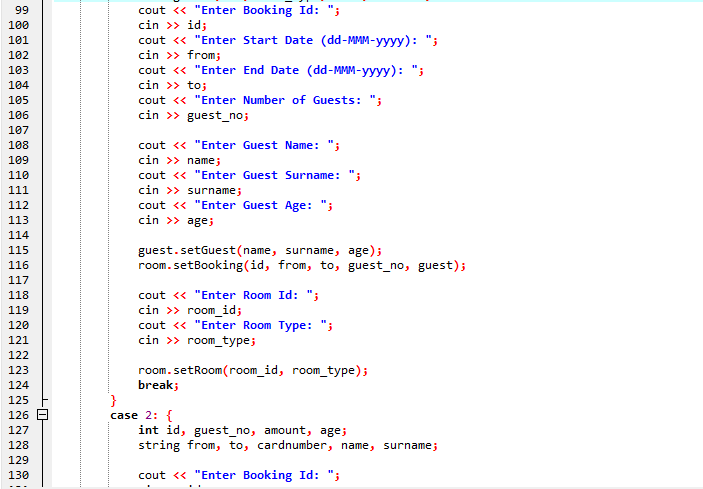 99 cout << "Enter Booking Id: ";
100 cin >> id;
101 cout << "Enter Start Date (dd-MMM-yyyy): ";
102 cin >> from;
103 cout << "Enter End Date (dd-MMM-yyyy): ";
104 cin >> to;
105 cout << "Enter Number of Guests: ";
106 cin >> guest_no;
107
108 cout << "Enter Guest Name: ";
109 cin >> name;
110 cout << "Enter Guest Surname: ";
111 cin >> surname;
112 cout << "Enter Guest Age: ";
113 cin >> age;
114
115 guest.setGuest(name, surname, age);
116 room.setBooking(id, from, to, guest_no, guest);
117
118 cout << "Enter Room Id: ";
119 cin >> room_id;
120 cout << "Enter Room Type: ";
121 cin >> room_type;
122
123 room.setRoom(room_id, room_type);
124 break;
125 }
126 case 2: {
127 int id, guest_no, amount, age;
128 string from, to, cardnumber, name, surname;
129
130 cout << "Enter Booking Id: ";